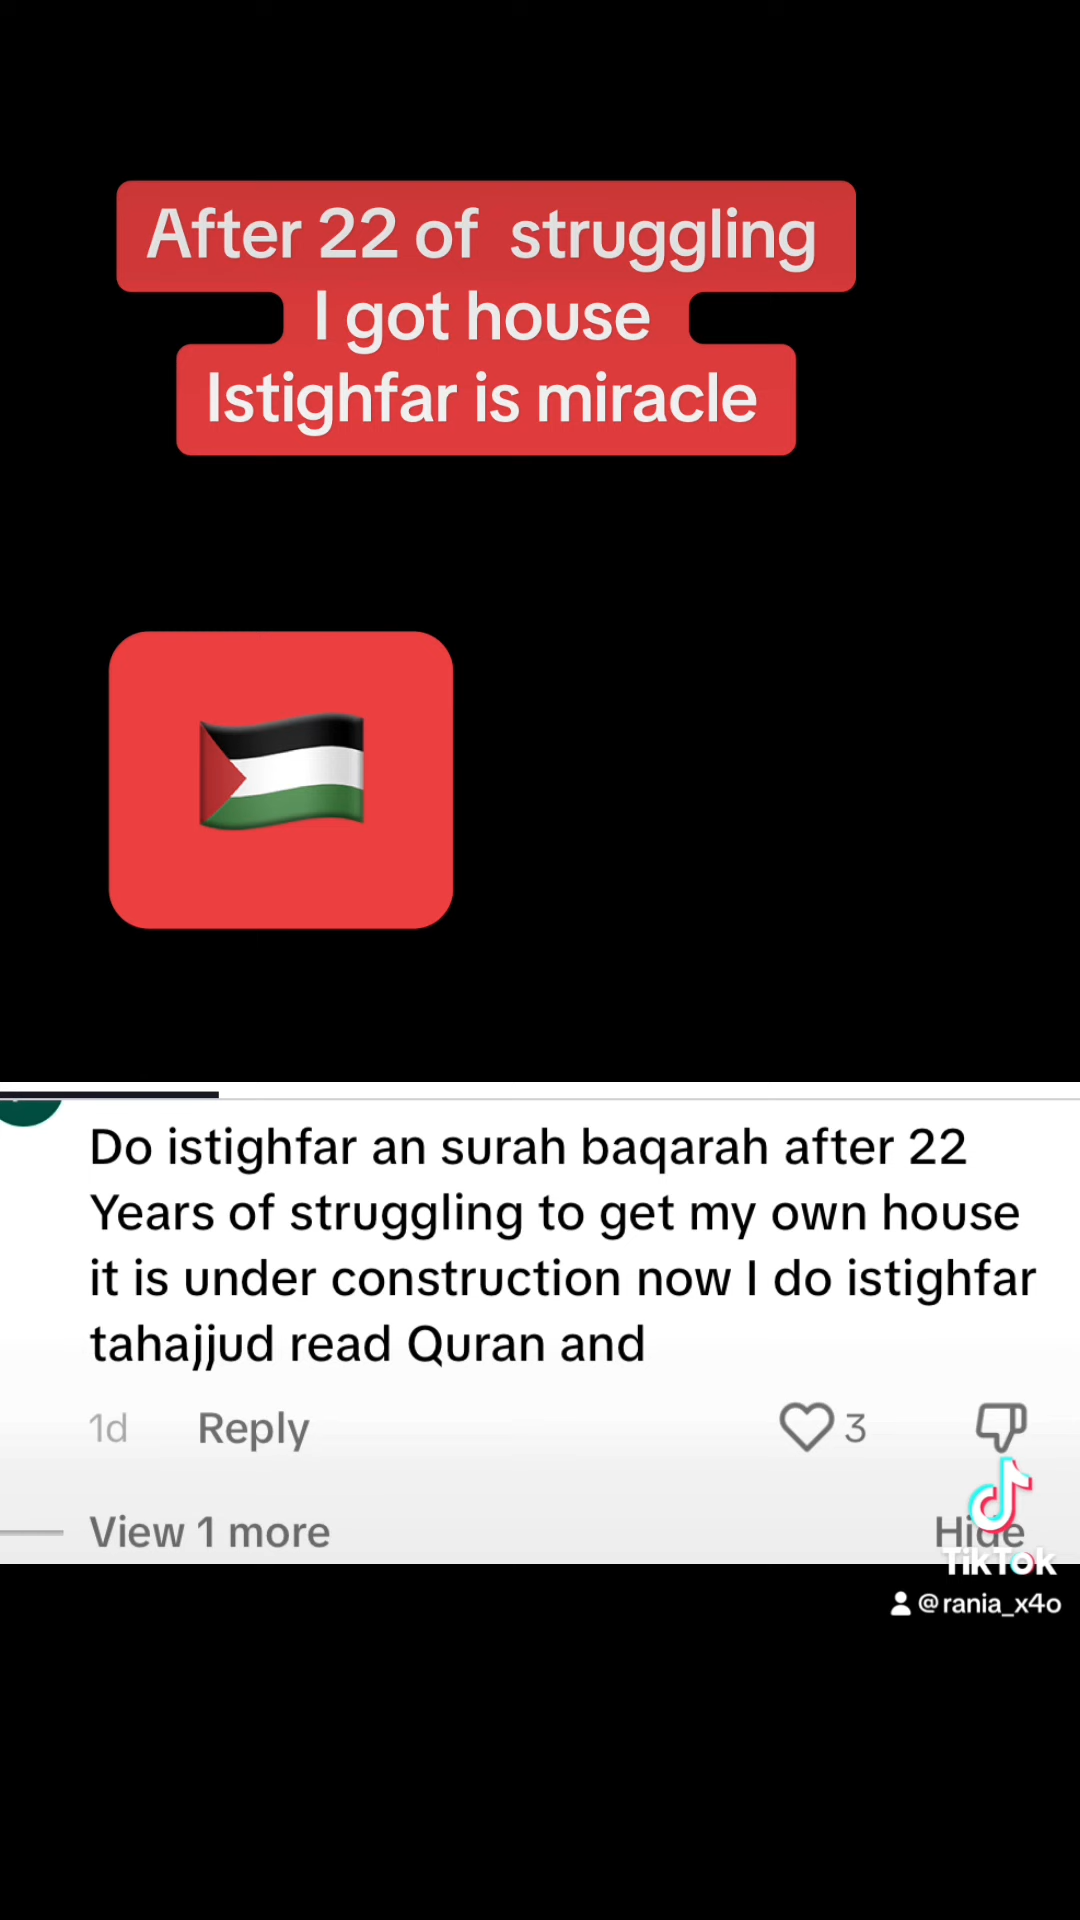 After 22 of struggling
I got house
Istighfar is miracle
Do istighfar an surah baqarah after 22
Years of struggling to get my own house
it is under construction now I do istighfar
tahajjud read Quran and
1d Reply 3
View 1 more Hide
TikTok
@rania_x4o